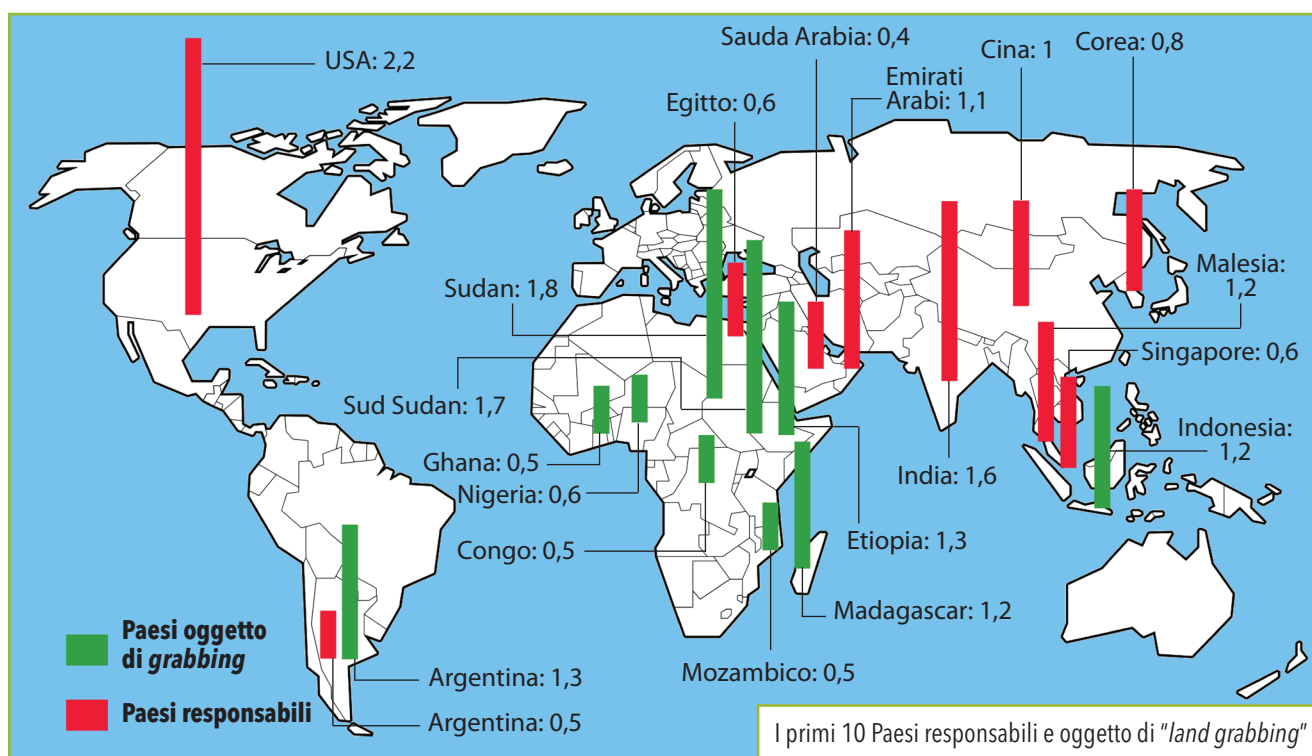 USA: 2,2
Sauda Arabia: 0,4
Cina: 1
Corea: 0,8
Emirati
Arabi: 1,1
Egitto: 0,6
Sudan: 1,8
Malesia:
1,2
Singapore: 0,6
Sud Sudan: 1,7
Indonesia:
1,2
Ghana: 0,5
Nigeria: 0,6
India: 1,6
Congo: 0,5
Etiopia: 1,3
Madagascar: 1,2
Mozambico: 0,5
Argentina: 1,3
Argentina: 0,5
Paesi oggetto
di grabbing
Paesi responsabili
I primi 10 Paesi responsabili e oggetto di "land grabbing"